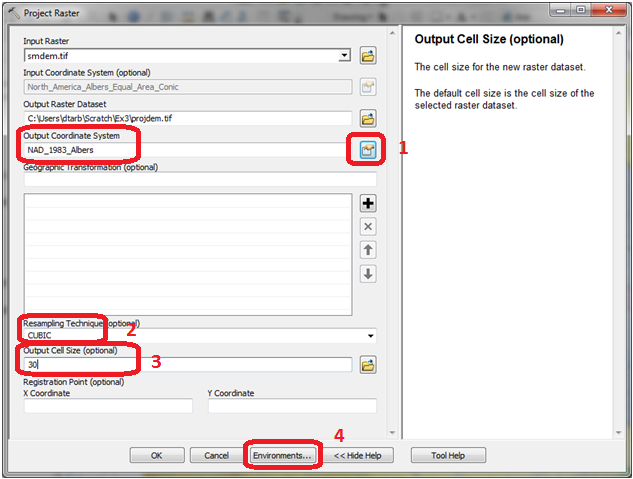 Project Raster
Input Raster
smdem.tif
Input Coordinate System (optional)
North_America_Albers_Equal_Area_Conic
Output Raster Dataset
C:\Users\dtarb\Scratch\Ex3\projdem.tif
Output Coordinate System
NAD_1983_Albers
1
Geographic Transformation (optional)
Resampling Technique (optional)
CUBIC
2
Output Cell Size (optional)
30
3
Registration Point (optional)
X Coordinate
Y Coordinate
4
OK
Cancel
Environments...
<< Hide Help
Tool Help
Output Cell Size (optional)
The cell size for the new raster dataset.
The default cell size is the cell size of the
selected raster dataset.